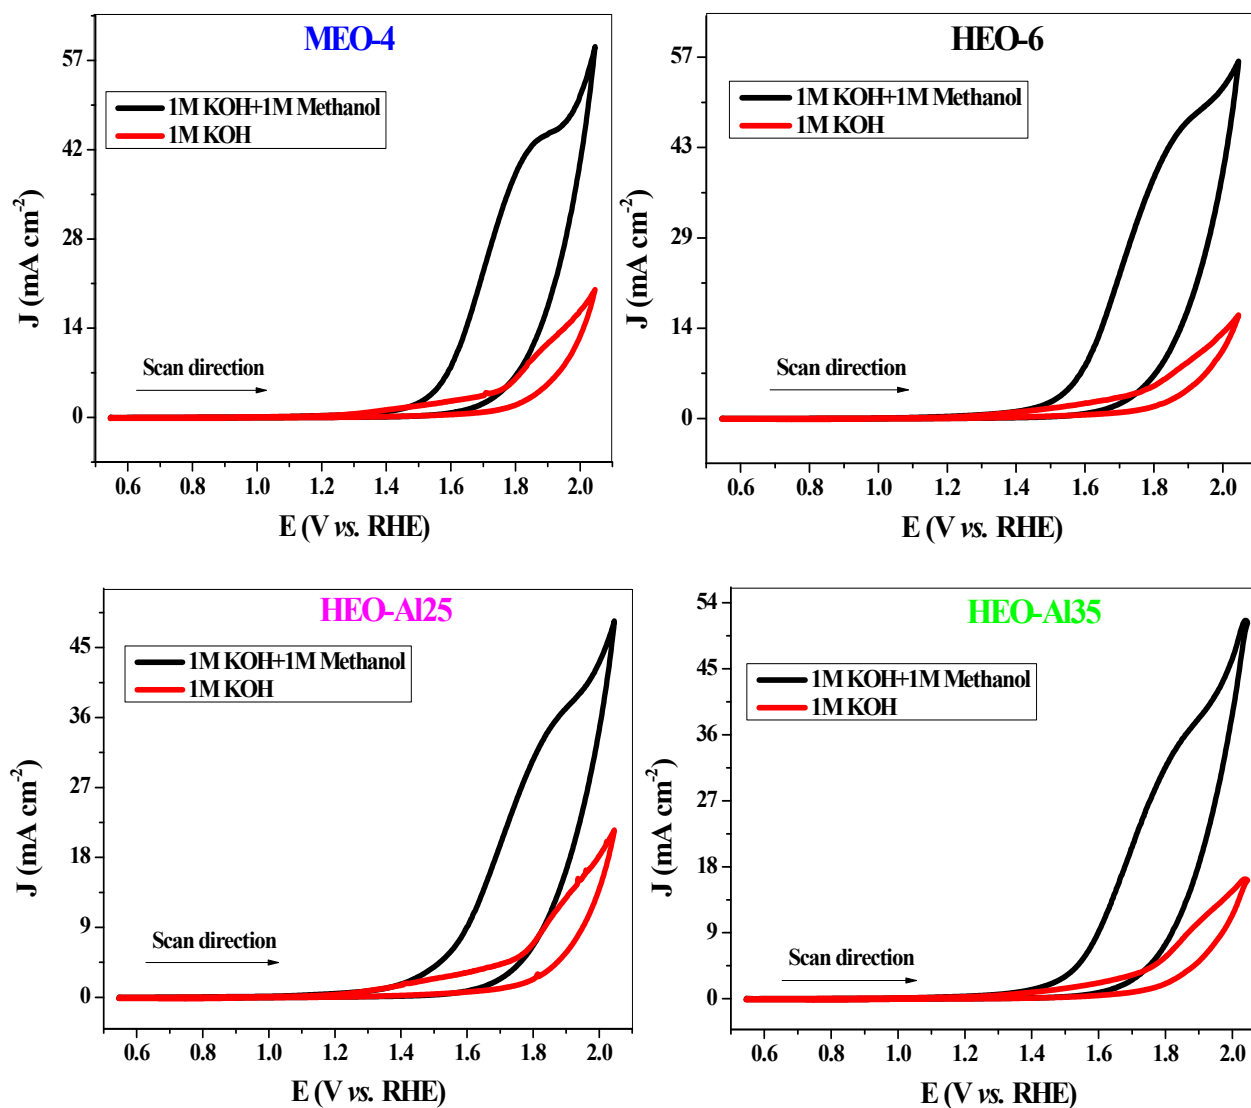 MEO-4
1M KOH+1M Methanol
1M KOH
Scan direction
J (mA cm-2)
57
42
28
14
0
0.6 0.8 1.0 1.2 1.4 1.6 1.8 2.0
E (V vs. RHE)
HEO-6
1M KOH+1M Methanol
1M KOH
Scan direction
J (mA cm-2)
57
43
29
14
0
0.6 0.8 1.0 1.2 1.4 1.6 1.8 2.0
E (V vs. RHE)
HEO-Al25
1M KOH+1M Methanol
1M KOH
Scan direction
J (mA cm-2)
45
36
27
18
9
0
0.6 0.8 1.0 1.2 1.4 1.6 1.8 2.0
E (V vs. RHE)
HEO-Al35
1M KOH+1M Methanol
1M KOH
Scan direction
J (mA cm-2)
54
45
36
27
18
9
0
0.6 0.8 1.0 1.2 1.4 1.6 1.8 2.0
E (V vs. RHE)